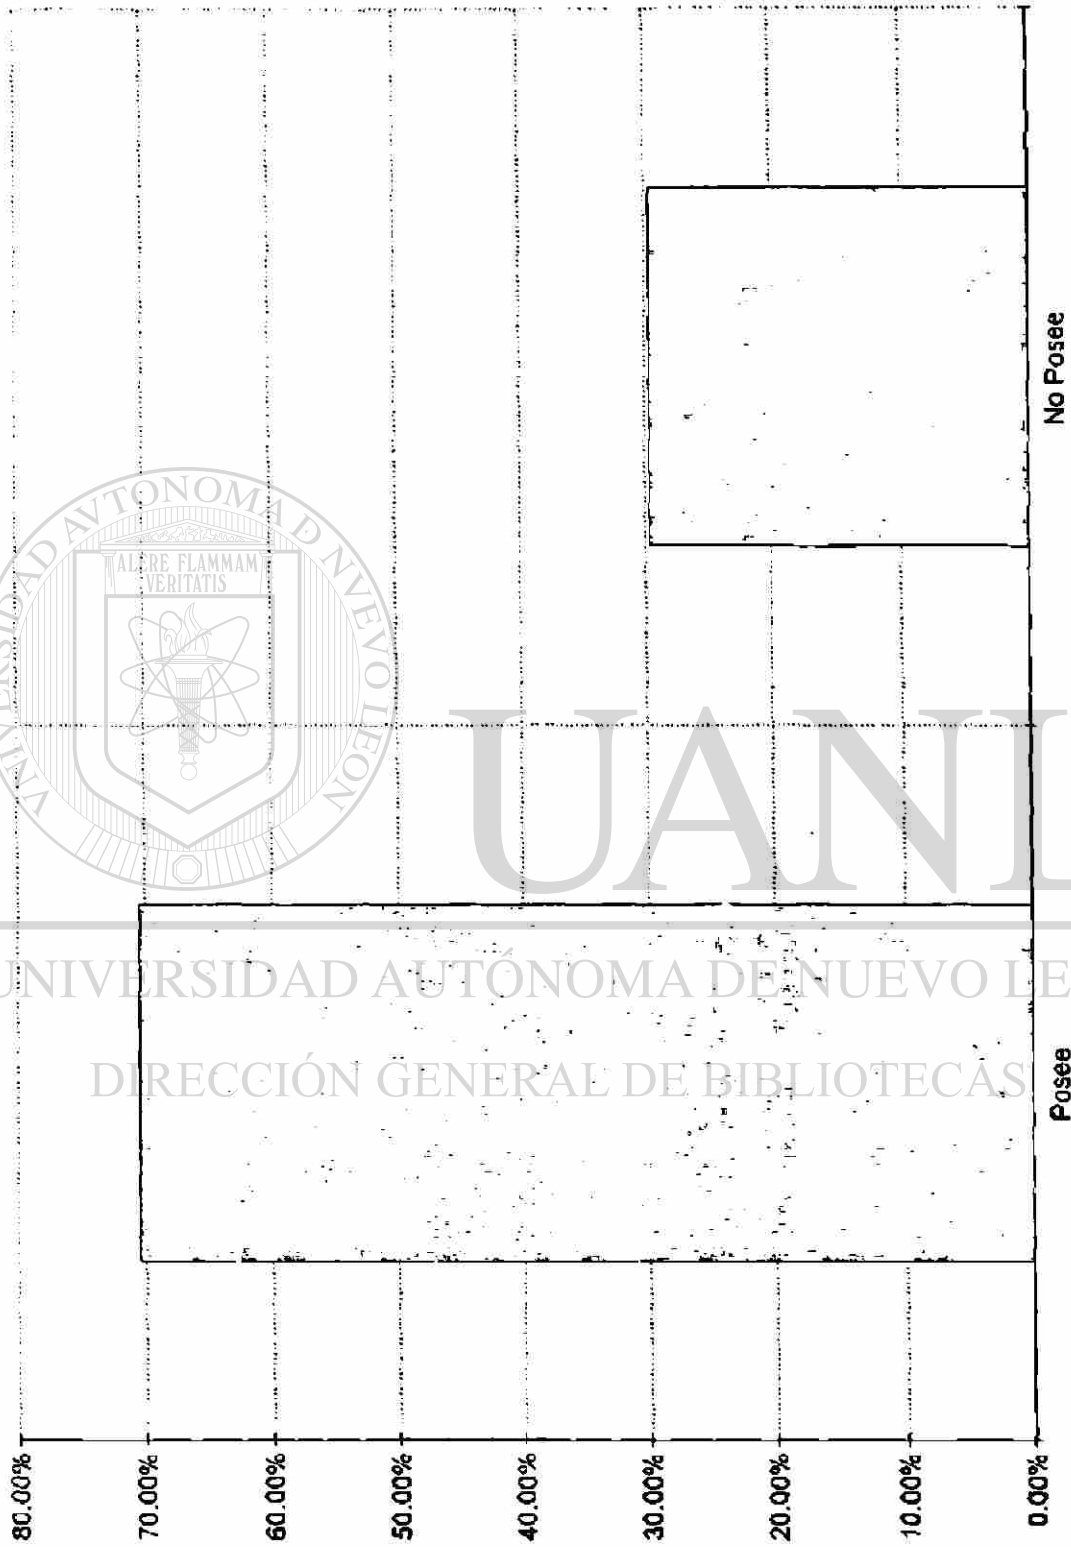 80.00%
70.00%
60.00%
50.00%
40.00%
30.00%
20.00%
10.00%
0.00%
Posee
No Posee
ALERE FLAMMAM
VERITATIS
UANL
UNIVERSIDAD AUTÓNOMA DE NUEVO LE
DIRECCIÓN GENERAL DE BIBLIOTECAS